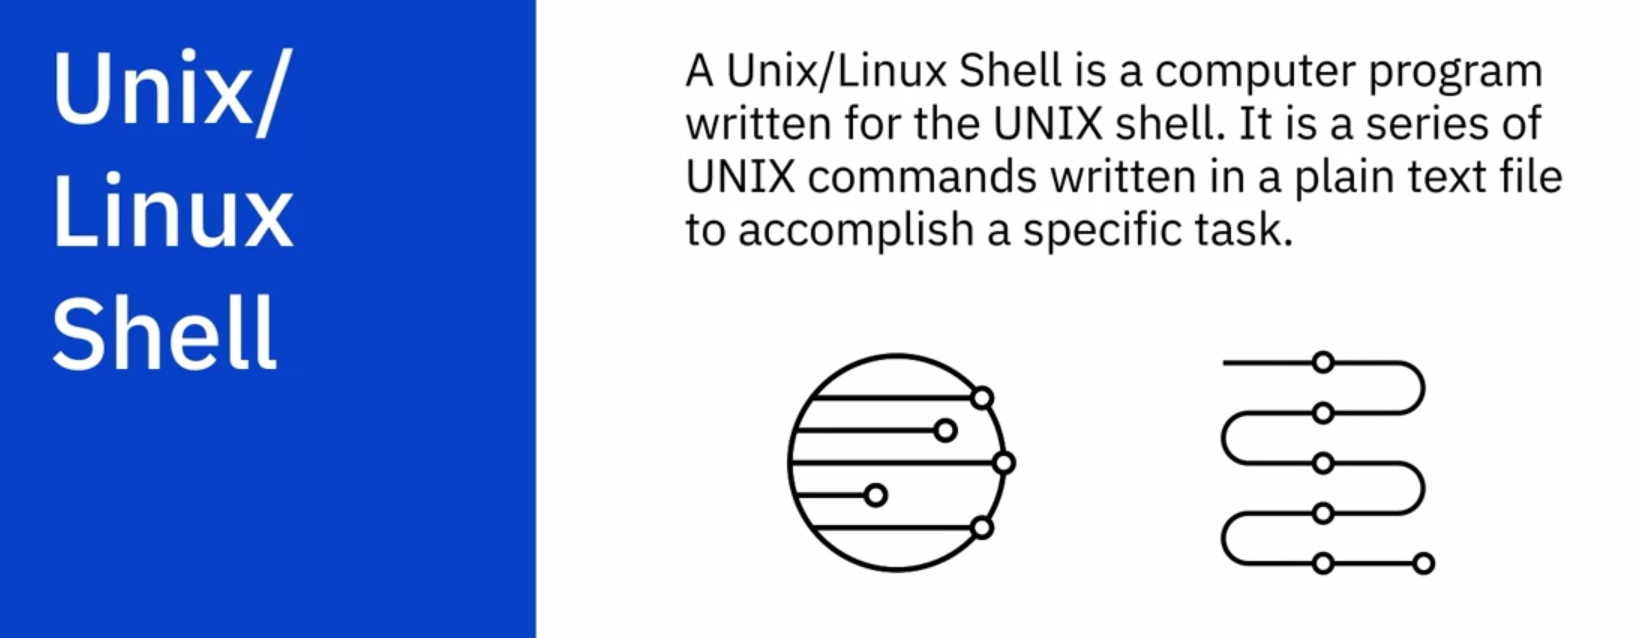 Unix/
Linux
Shell
A Unix/Linux Shell is a computer program
written for the UNIX shell. It is a series of
UNIX commands written in a plain text file
to accomplish a specific task.